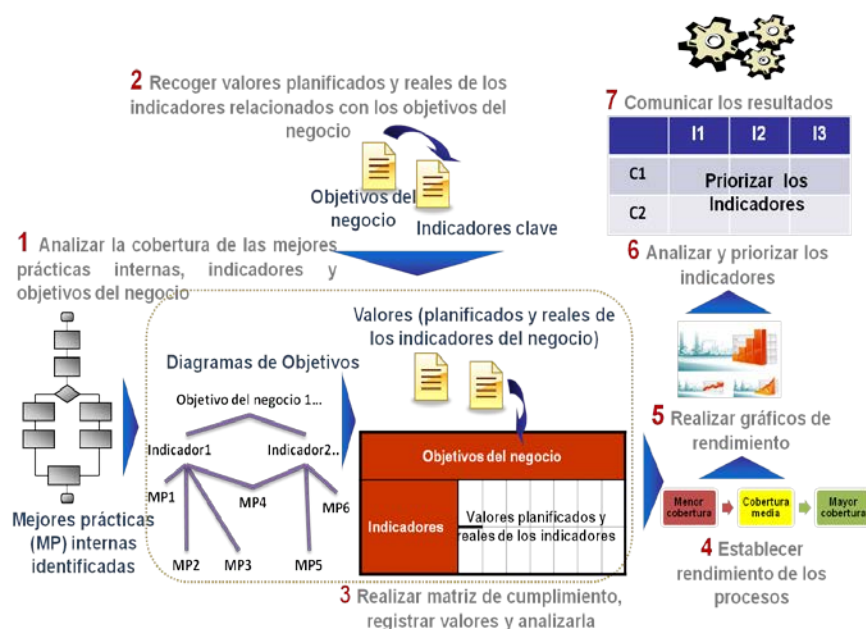 2 Recoger valores planificados y reales de los
indicadores relacionados con los objetivos del
negocio
Objetivos del
negocio
Indicadores clave
1 Analizar la cobertura de las mejores
prácticas internas, indicadores y
objetivos del negocio
Mejores prácticas
(MP) internas
identificadas
Diagramas de Objetivos
Objetivo del negocio 1...
Indicador1
Indicador2..
MP1
MP4
MP6
MP2
MP3
MP5
Valores (planificados y reales de
los indicadores del negocio)
Objetivos del negocio
Indicadores
Valores planificados y
reales de los indicadores
3 Realizar matriz de cumplimiento,
registrar valores y analizarla
7 Comunicar los resultados
I1 I2 I3
C1
C2
Priorizar los
Indicadores
6 Analizar y priorizar los
indicadores
5 Realizar gráficos de
rendimiento
Menor
cobertura
Cobertura
media
Mayor
cobertura
4 Establecer
rendimiento de los
procesos